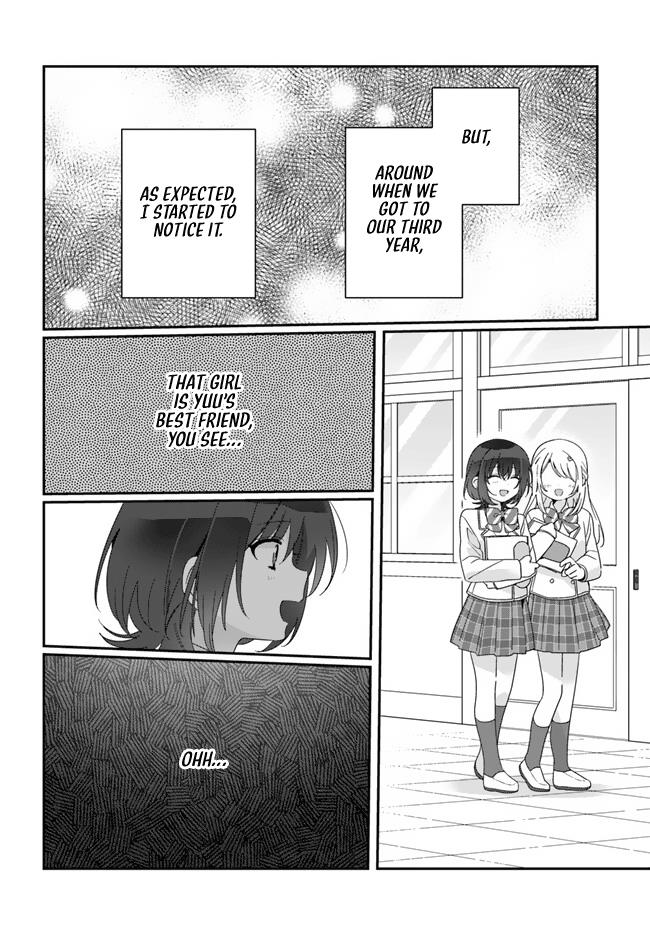 BUT,
AROUND
WHEN WE
GOT TO
OUR THIRD
YEAR,
AS EXPECTED,
I STARTED TO
NOTICE IT.
THAT GIRL
IS YUU'S
BEST FRIEND,
YOU SEE...
OHH...